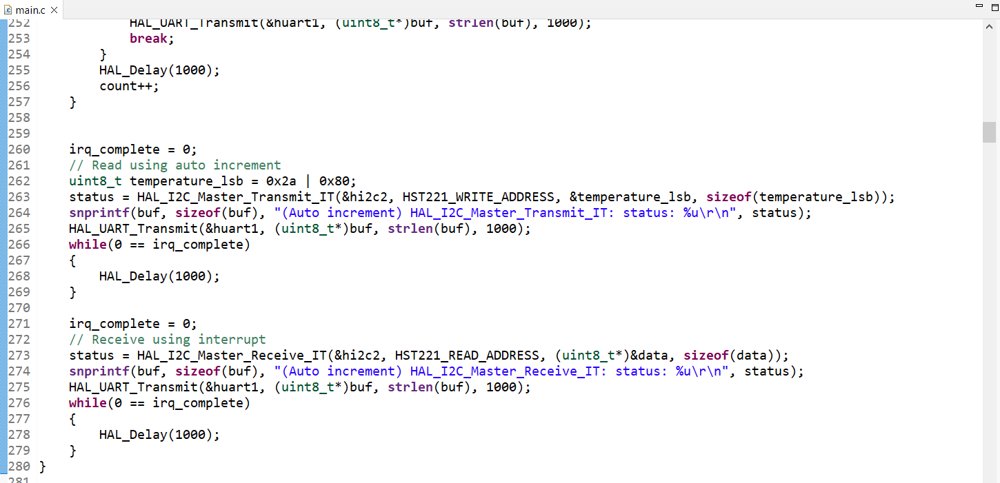 main.c
252 HAL_UART_Transmit(&huart1, (uint8_t*)buf, strlen(buf), 1000);
253 break;
254 }
255 HAL_Delay(1000);
256 count++;
257 }
258
259
260 irq_complete = 0;
261 // Read using auto increment
262 uint8_t temperature_lsb = 0x2a | 0x80;
263 status = HAL_I2C_Master_Transmit_IT(&hi2c2, HST221_WRITE_ADDRESS, &temperature_lsb, sizeof(temperature_lsb));
264 snprintf(buf, sizeof(buf), "(Auto increment) HAL_I2C_Master_Transmit_IT: status: %u\r\n", status);
265 HAL_UART_Transmit(&huart1, (uint8_t*)buf, strlen(buf), 1000);
266 while(0 == irq_complete)
267 {
268 HAL_Delay(1000);
269 }
270
271 irq_complete = 0;
272 // Receive using interrupt
273 status = HAL_I2C_Master_Receive_IT(&hi2c2, HST221_READ_ADDRESS, (uint8_t*)&data, sizeof(data));
274 snprintf(buf, sizeof(buf), "(Auto increment) HAL_I2C_Master_Receive_IT: status: %u\r\n", status);
275 HAL_UART_Transmit(&huart1, (uint8_t*)buf, strlen(buf), 1000);
276 while(0 == irq_complete)
277 {
278 HAL_Delay(1000);
279 }
280 }
281